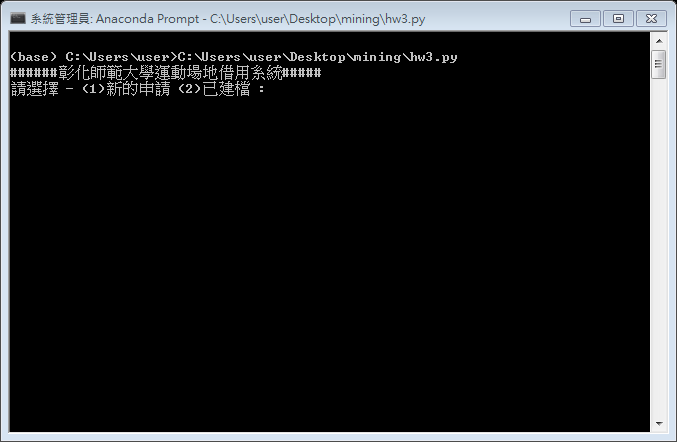 系統管理員: Anaconda Prompt - C:\Users\user\Desktop\mining\hw3.py
(base) C:\Users\user>C:\Users\user\Desktop\mining\hw3.py
######彰化師範大學運動場地借用系統#####
請選擇 - (1)新的申請 (2)已建檔 :